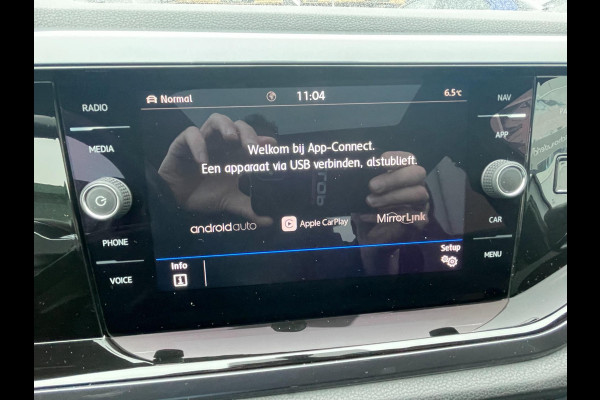 Normal 11:04 6.5°C
RADIO
NAV
MEDIA
APP
Welkom bij App-Connect.
Een apparaat via USB verbinden, alstublieft.
androidauto Apple CarPlay MirrorLink
PHONE
CAR
VOICE
MENU
Info
Setup